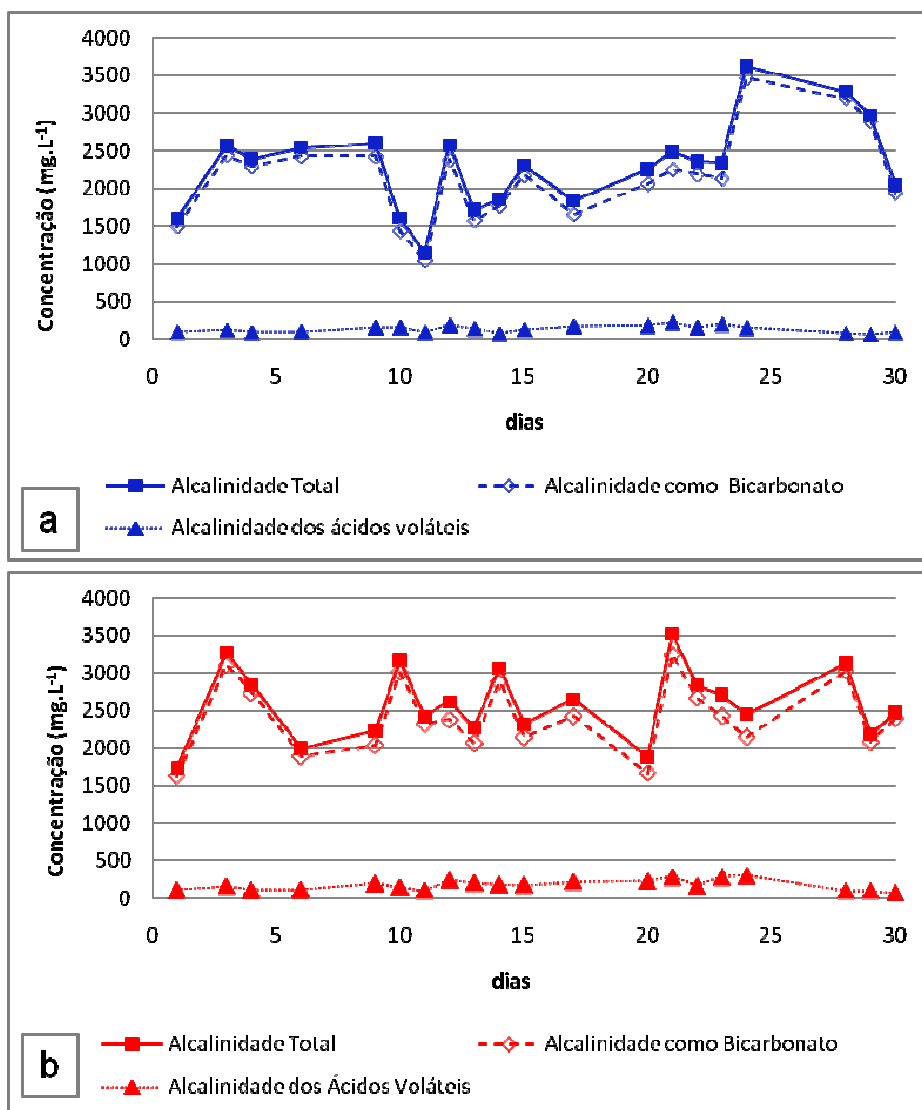 4000
3500
3000
2500
2000
1500
1000
500
0
Concentração (mg.L⁻¹)
0 5 10 15 20 25 30
dias
Alcalinidade Total
Alcalinidade como Bicarbonato
Alcalinidade dos ácidos voláteis
a
4000
3500
3000
2500
2000
1500
1000
500
0
Concentração (mg.L⁻¹)
0 5 10 15 20 25 30
dias
Alcalinidade Total
Alcalinidade como Bicarbonato
Alcalinidade dos Ácidos Voláteis
b